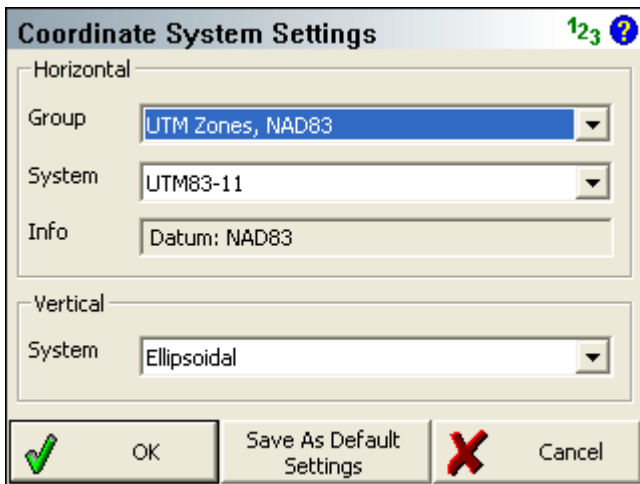 Coordinate System Settings
123 ?
Horizontal
Group UTM Zones, NAD83
System UTM83-11
Info Datum: NAD83
Vertical
System Ellipsoidal
OK
Save As Default
Settings
Cancel